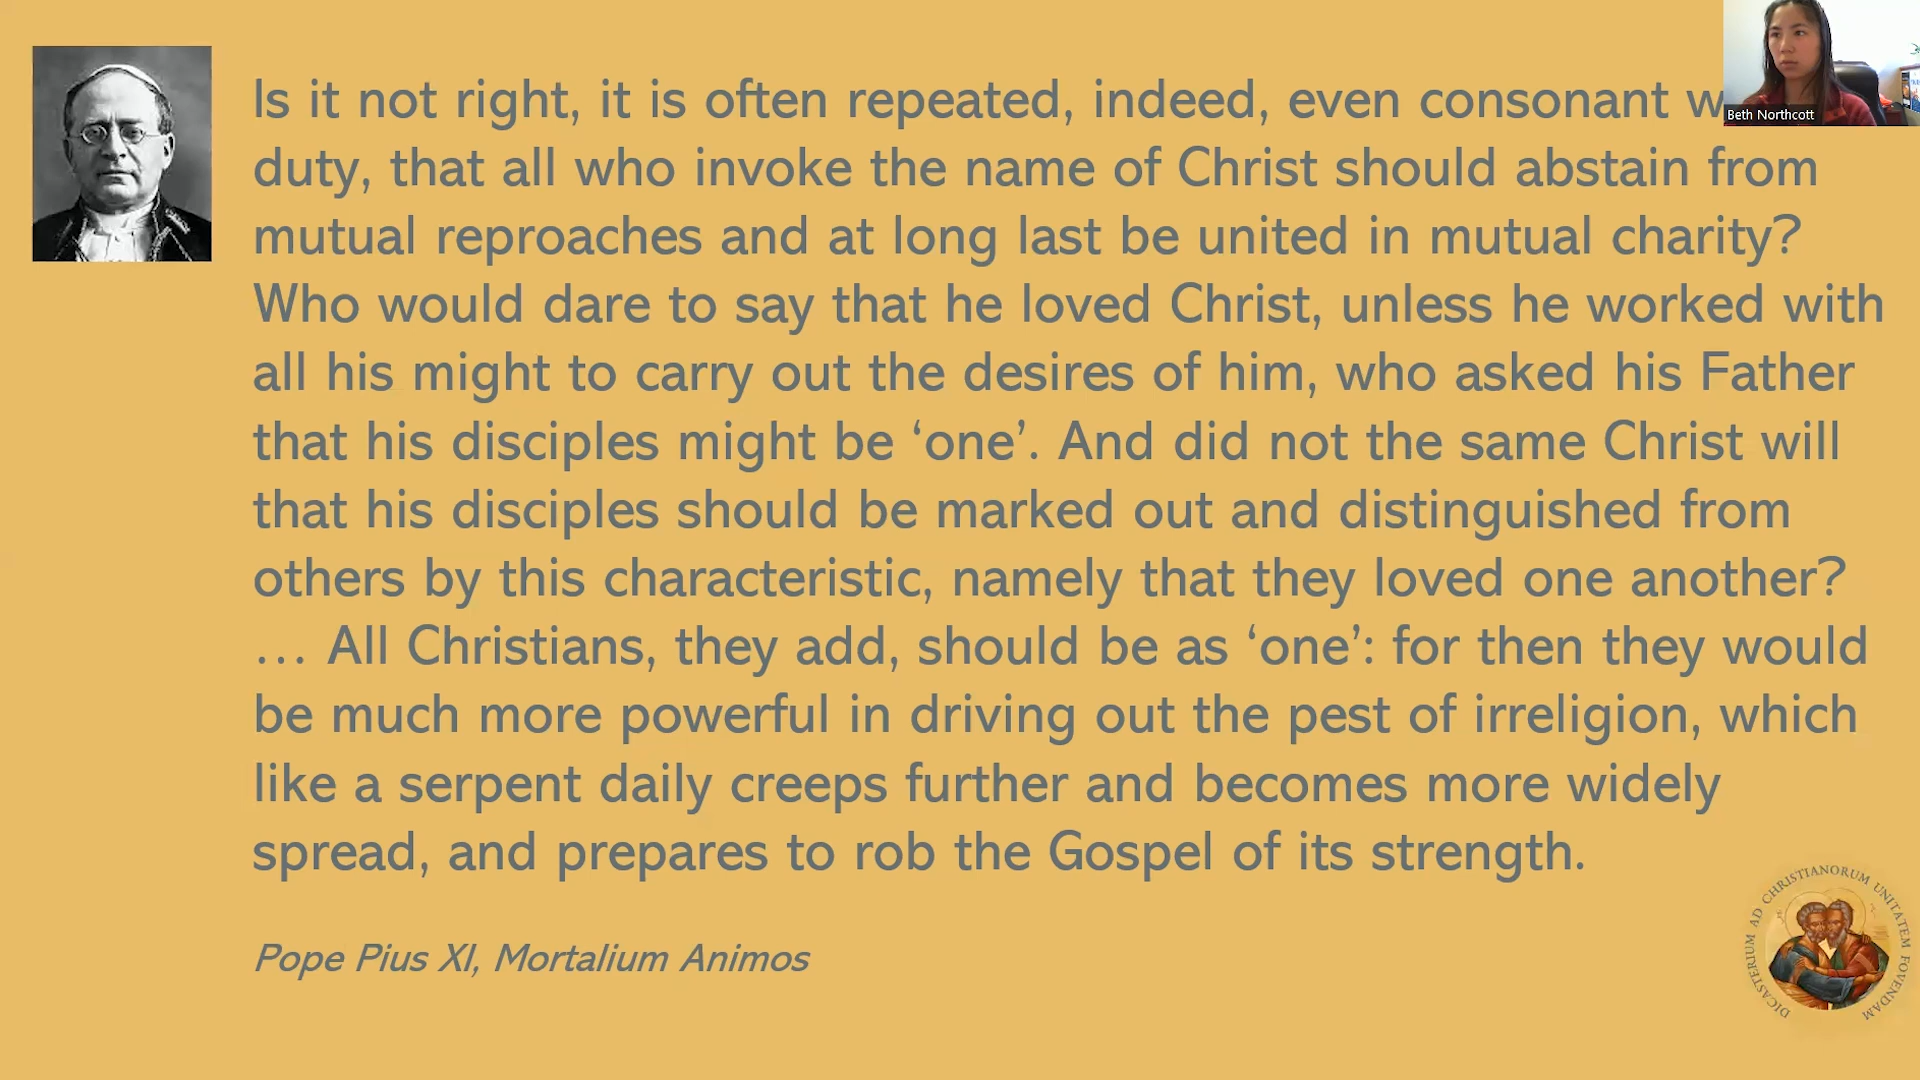 Is it not right, it is often repeated, indeed, even consonant
duty, that all who invoke the name of Christ should abstain from
mutual reproaches and at long last be united in mutual charity?
Who would dare to say that he loved Christ, unless he worked with
all his might to carry out the desires of him, who asked his Father
that his disciples might be ‘one’. And did not the same Christ will
that his disciples should be marked out and distinguished from
others by this characteristic, namely that they loved one another?
… All Christians, they add, should be as ‘one’: for then they would
be much more powerful in driving out the pest of irreligion, which
like a serpent daily creeps further and becomes more widely
spread, and prepares to rob the Gospel of its strength.
Pope Pius XI, Mortalium Animos
Beth Northcott
DICASTERIUM AD CHRISTIANORUM UNITATEM FOVENDAM